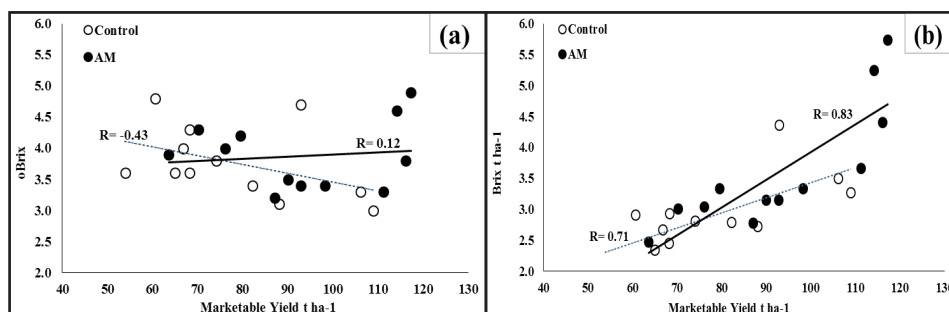 (a)
Control
AM
6.0
5.5
5.0
4.5
4.0
3.5
3.0
2.5
2.0
oBrix
R= -0.43
R= 0.12
40 50 60 70 80 90 100 110 120 130
Marketable Yield t ha-1
(b)
Control
AM
6.0
5.5
5.0
4.5
4.0
3.5
3.0
2.5
2.0
Brix t ha-1
R= 0.83
R= 0.71
40 50 60 70 80 90 100 110 120 130
Marketable Yield t ha-1